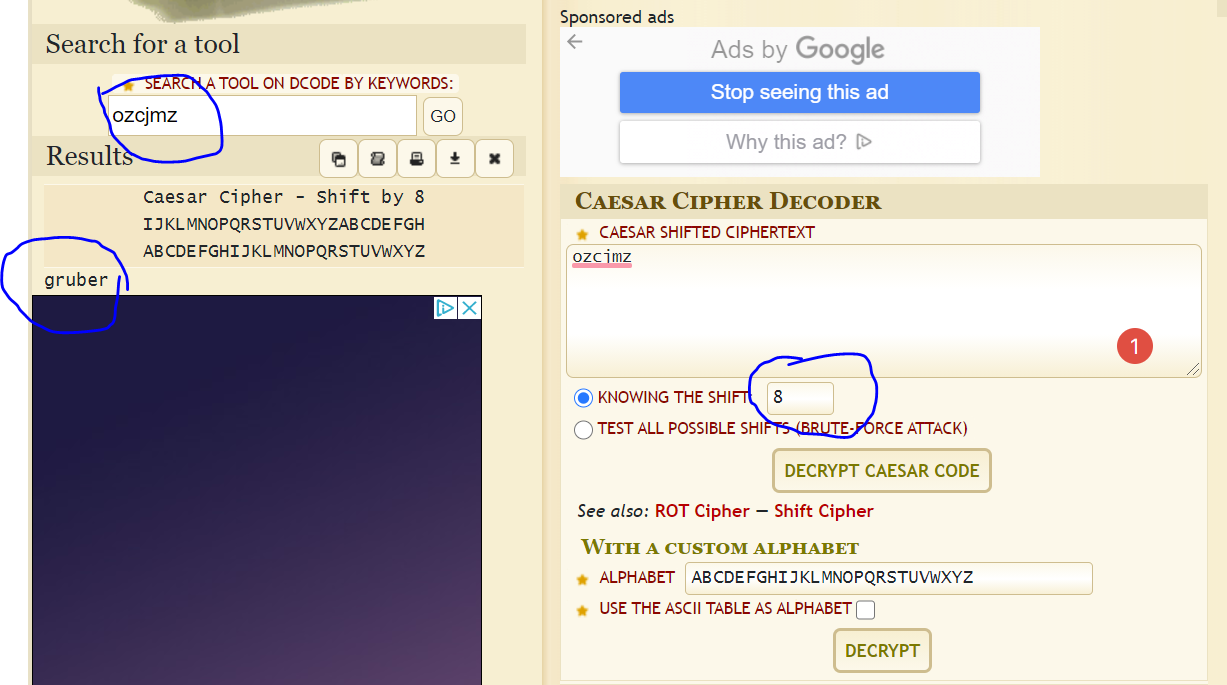 Search for a tool
SEARCH A TOOL ON DCODE BY KEYWORDS:
ozcjmz
GO
Results
Caesar Cipher - Shift by 8
IJKLMNOPQRSTUVWXYZABCDEFGH
ABCDEFGHIJKLMNOPQRSTUVWXYZ
gruber
Sponsored ads
Ads by Google
Stop seeing this ad
Why this ad?
CAESAR CIPHER DECODER
CAESAR SHIFTED CIPHERTEXT
ozcjmz
1
KNOWING THE SHIFT: 8
TEST ALL POSSIBLE SHIFTS (BRUTE-FORCE ATTACK)
DECRYPT CAESAR CODE
See also: ROT Cipher — Shift Cipher
WITH A CUSTOM ALPHABET
ALPHABET ABCDEFGHIJKLMNOPQRSTUVWXYZ
USE THE ASCII TABLE AS ALPHABET
DECRYPT